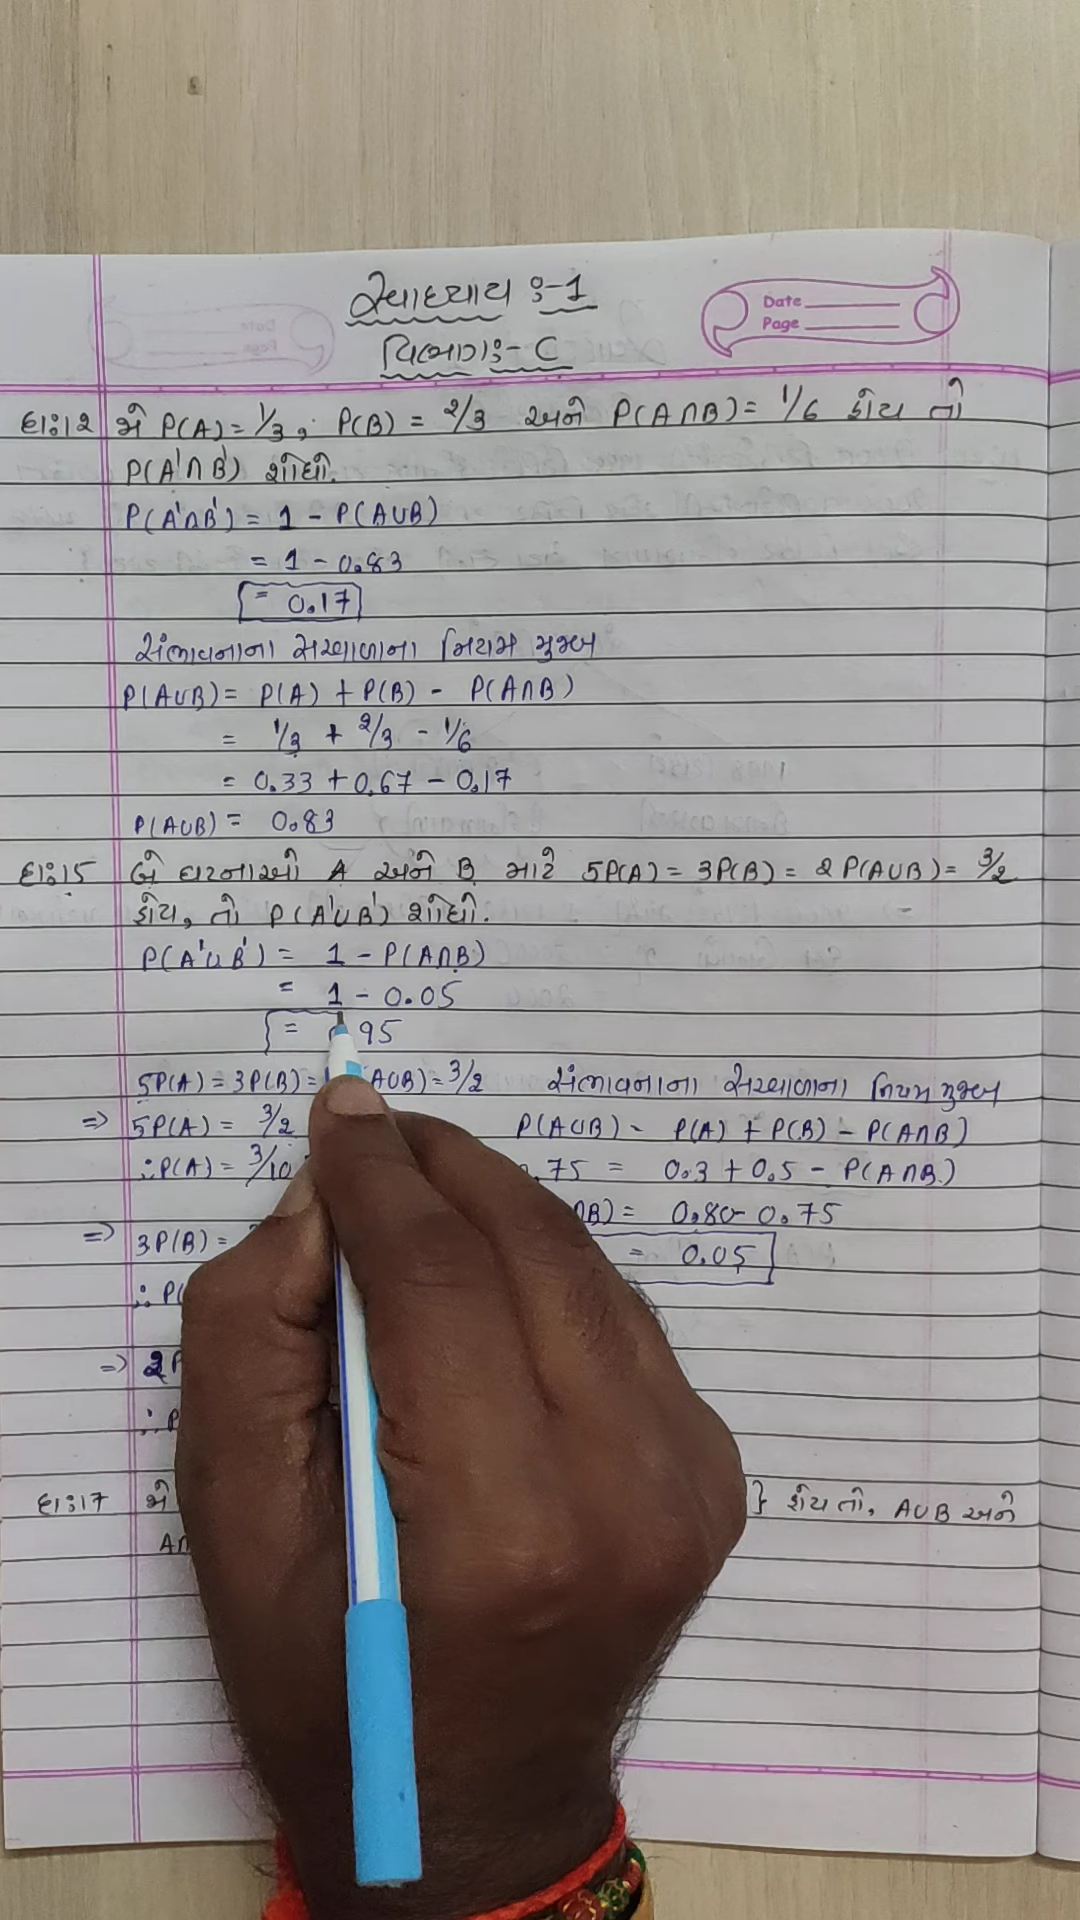 સ્વાધ્યાય :-1
વિભાગ:- C
Date
Page
દા:12 જો P(A) = 1/3, P(B) = 2/3 અને P(A∩B) = 1/6 હોય તો
P(A'∩B') શોધો.
P(A'∩B') = 1 - P(A∪B)
= 1 - 0.83
= 0.17
સંભાવનાના સરવાળાના નિયમ મુજબ
P(A∪B) = P(A) + P(B) - P(A∩B)
= 1/3 + 2/3 - 1/6
= 0.33 + 0.67 - 0.17
P(A∪B) = 0.83
દા:15 બે ઘટનાઓ A અને B માટે 5P(A) = 3P(B) = 2P(A∪B) = 3/2
હોય, તો P(A'∪B') શોધો.
P(A'∪B') = 1 - P(A∩B)
= 1 - 0.05
= 95
5P(A) = 3P(B) = A∪B) = 3/2 સંભાવનાના સરવાળાના નિયમ મુજબ
=> 5P(A) = 3/2 P(A∪B) - P(A) + P(B) - P(A∩B)
∴P(A) = 3/10 .75 = 0.3 + 0.5 - P(A∩B)
∩B) = 0.80 - 0.75
=> 3P(B) = = 0.05
∴ P(
=> 2P
∴ P
દા:17 જો } હોય તો, A∪B અને
A∩